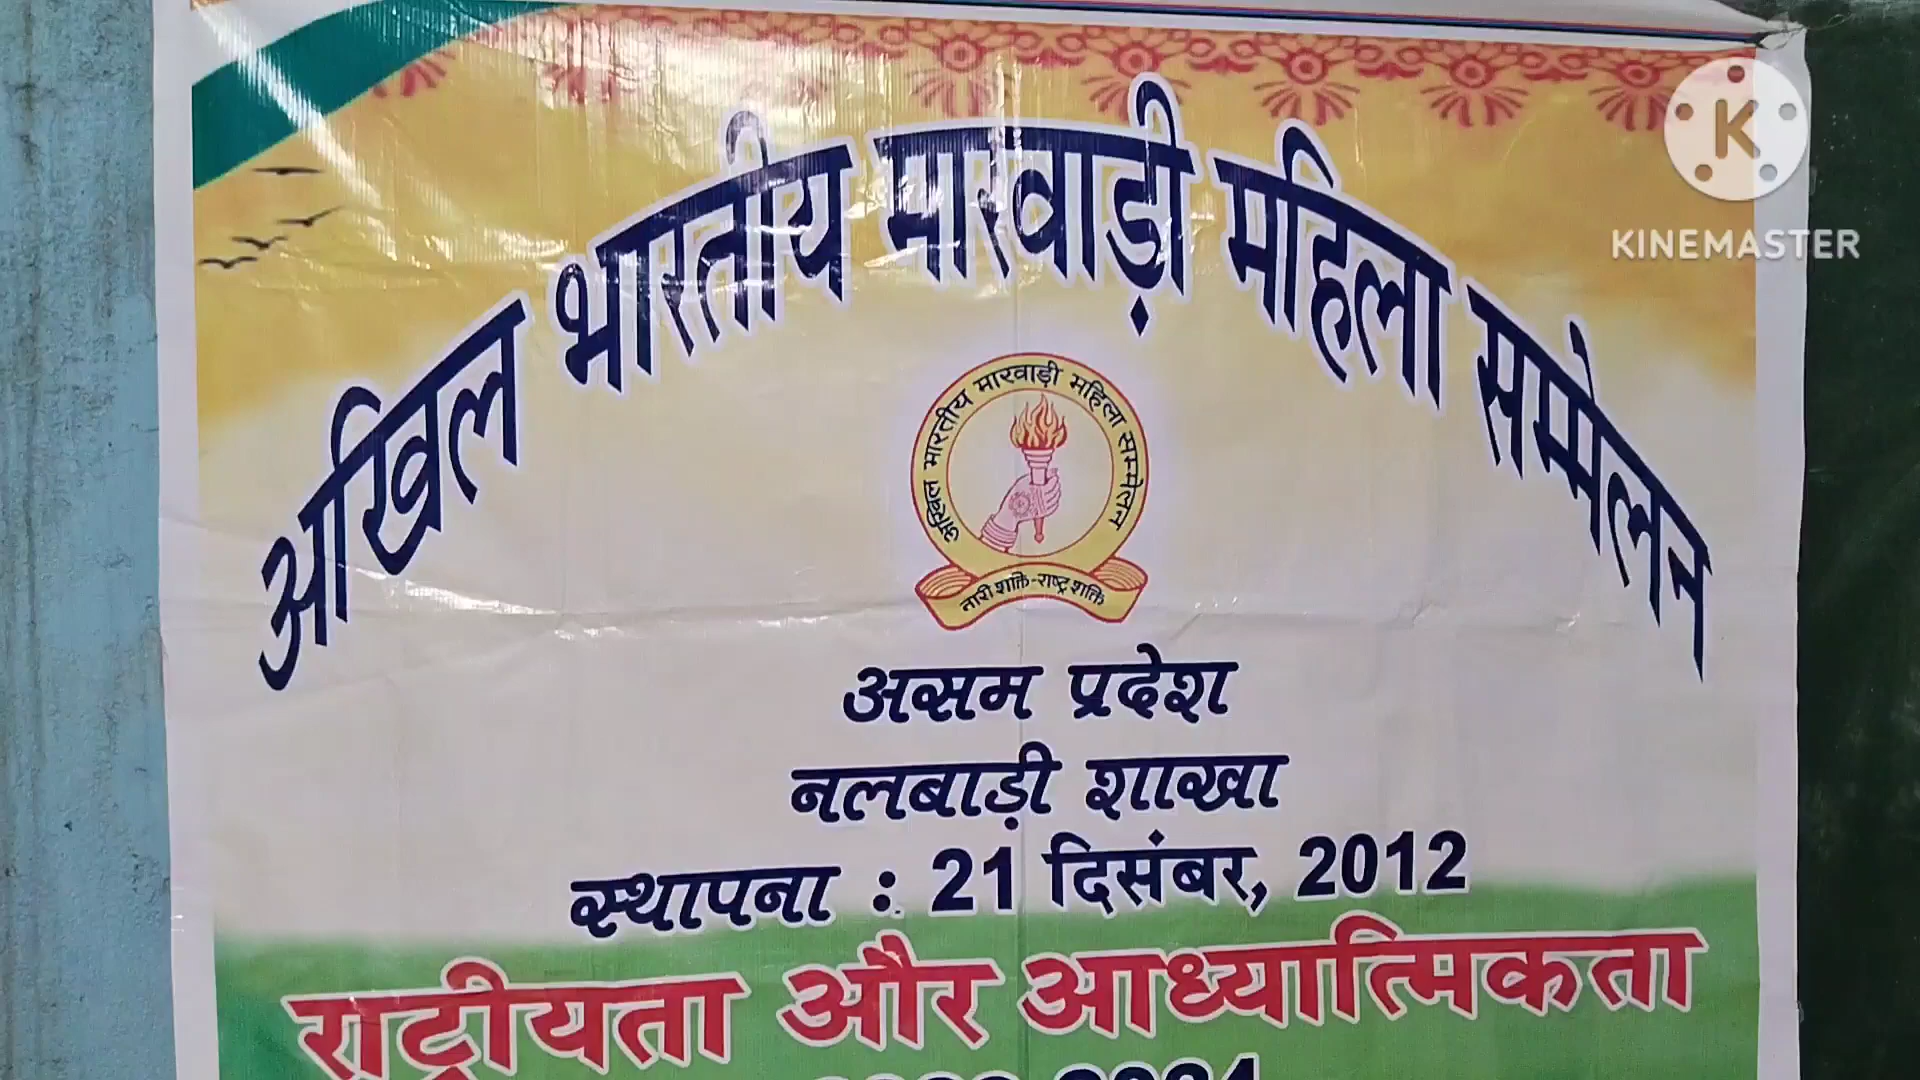 अखिल भारतीय मारवाड़ी महिला सम्मेलन
KINEMASTER
अखिल भारतीय मारवाड़ी महिला सम्मेलन
नारी शक्ति-राष्ट्र शक्ति
असम प्रदेश
नलबाड़ी शाखा
स्थापना : 21 दिसंबर, 2012
राष्ट्रीयता और आध्यात्मिकता